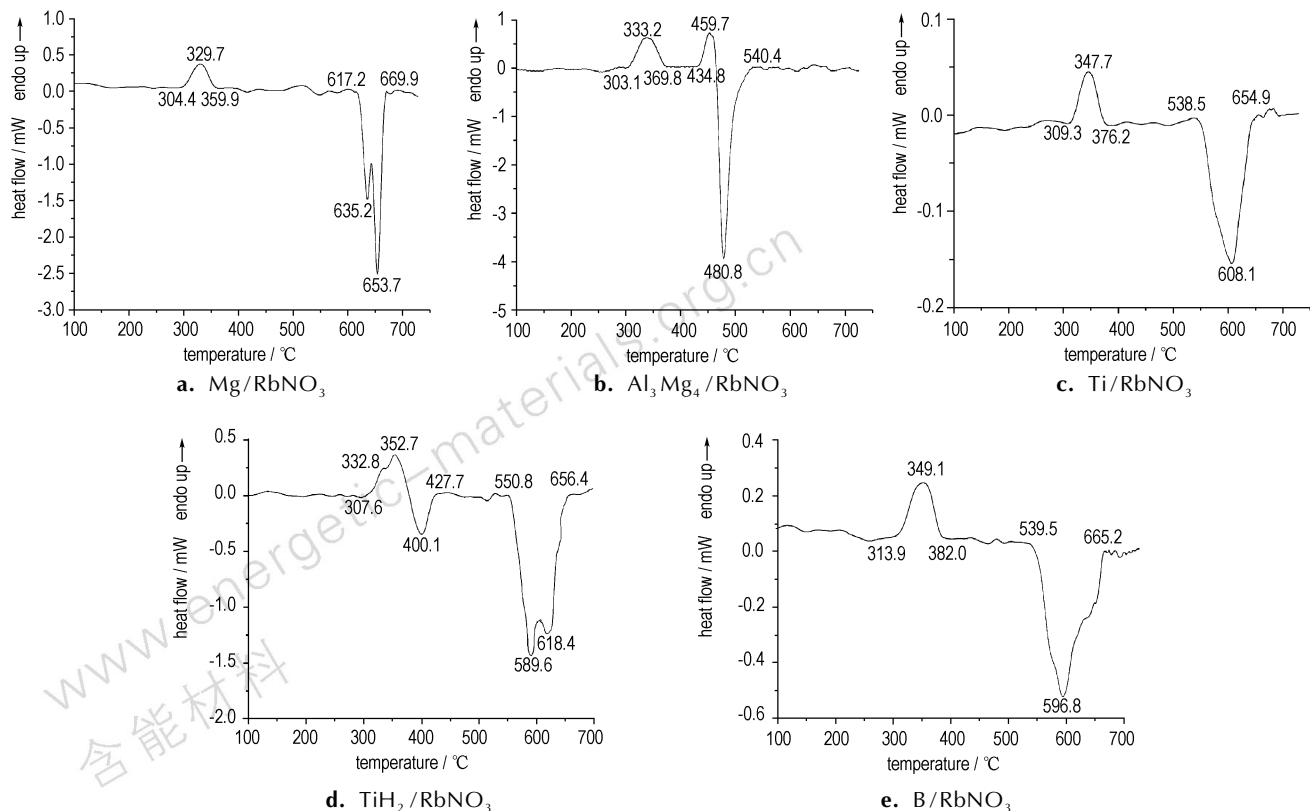 1.0
0.5
0.0
-0.5
-1.0
-1.5
-2.0
-2.5
-3.0
heat flow / mW endo up →
329.7
304.4 359.9
617.2 669.9
635.2
653.7
100 200 300 400 500 600 700
temperature / ℃
a. Mg/RbNO₃
1
0
-1
-2
-3
-4
-5
heat flow / mW endo up →
333.2 459.7
540.4
303.1 369.8 434.8
480.8
100 200 300 400 500 600 700
temperature / ℃
b. Al₃Mg₄/RbNO₃
0.1
0.0
-0.1
-0.2
heat flow / mW endo up →
347.7
538.5 654.9
309.3 376.2
608.1
100 200 300 400 500 600 700
temperature / ℃
c. Ti/RbNO₃
0.5
0.0
-0.5
-1.0
-1.5
-2.0
heat flow / mW endo up →
332.8 352.7
427.7 550.8 656.4
307.6
400.1
618.4
589.6
100 200 300 400 500 600 700
temperature / ℃
d. TiH₂/RbNO₃
0.4
0.2
0.0
-0.2
-0.4
-0.6
heat flow / mW endo up →
349.1
539.5
665.2
313.9 382.0
596.8
100 200 300 400 500 600 700
temperature / ℃
e. B/RbNO₃
www.energetic-materials.org.cn
含能材料